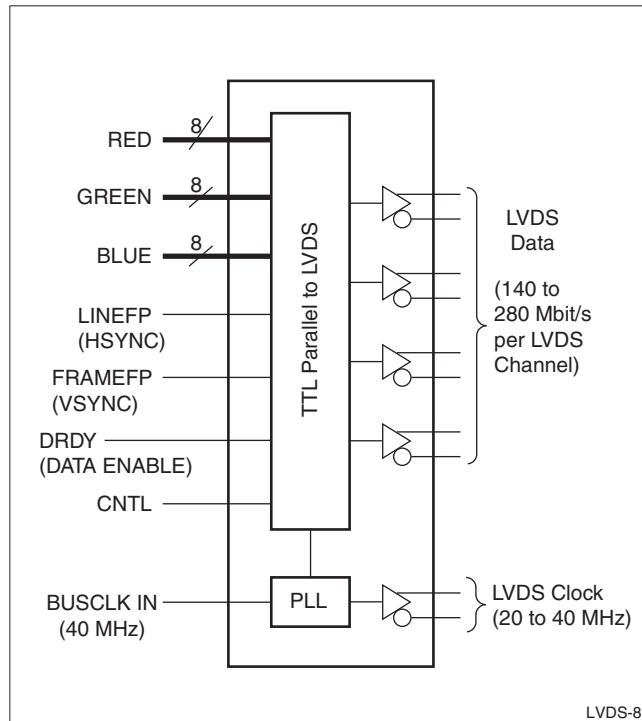 RED
8
GREEN
8
BLUE
8
LINEFP
(HSYNC)
FRAMEFP
(VSYNC)
DRDY
(DATA ENABLE)
CNTL
BUSCLK IN
(40 MHz)
TTL Parallel to LVDS
PLL
LVDS
Data
(140 to
280 Mbit/s
per LVDS
Channel)
LVDS Clock
(20 to 40 MHz)
LVDS-8